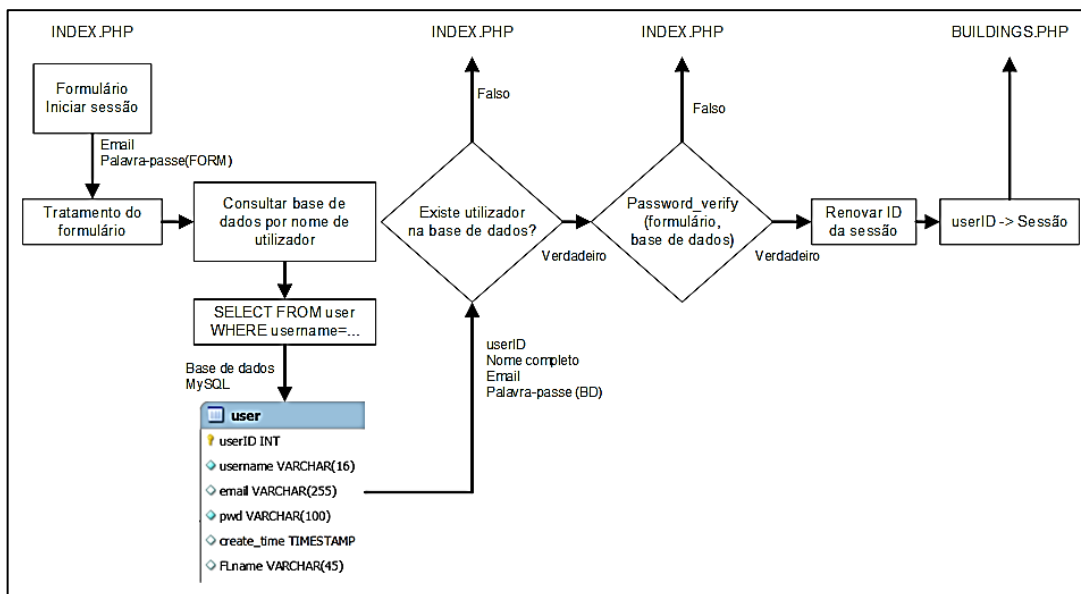 INDEX.PHP
INDEX.PHP
INDEX.PHP
BUILDINGS.PHP
Formulário
Iniciar sessão
Falso
Falso
Email
Palavra-passe(FORM)
Tratamento do
formulário
Consultar base de
dados por nome de
utilizador
Existe utilizador
na base de dados?
Verdadeiro
Password_verify
(formulário,
base de dados)
Verdadeiro
Renovar ID
da sessão
userID -> Sessão
SELECT FROM user
WHERE username=...
Base de dados
MySQL
userID
Nome completo
Email
Palavra-passe (BD)
user
userID INT
username VARCHAR(16)
email VARCHAR(255)
pwd VARCHAR(100)
create_time TIMESTAMP
FLname VARCHAR(45)